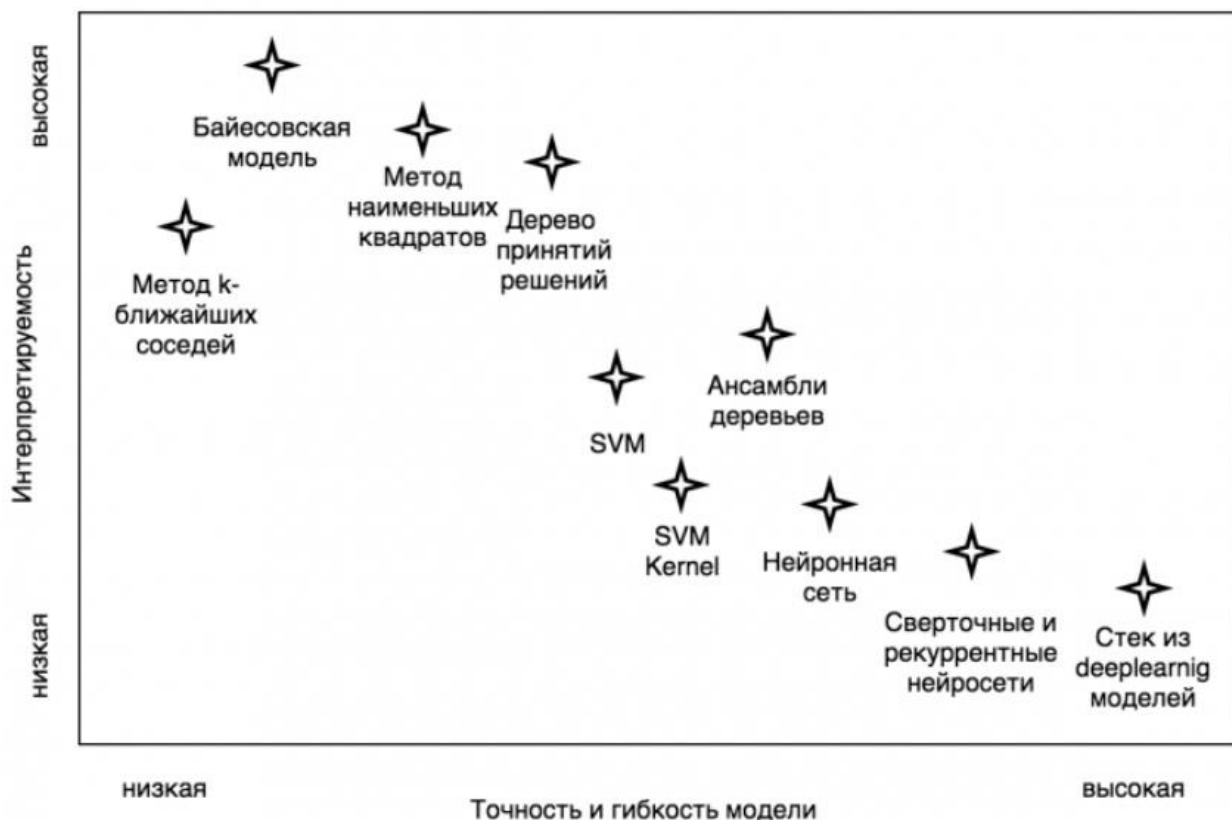 высокая
Интерпретируемость
низкая
Байесовская
модель
Метод
наименьших
квадратов
Дерево
принятий
решений
Метод k-
ближайших
соседей
Ансамбли
деревьев
SVM
SVM
Kernel
Нейронная
сеть
Сверточные и
рекуррентные
нейросети
Стек из
deeplearnig
моделей
низкая
Точность и гибкость модели
высокая